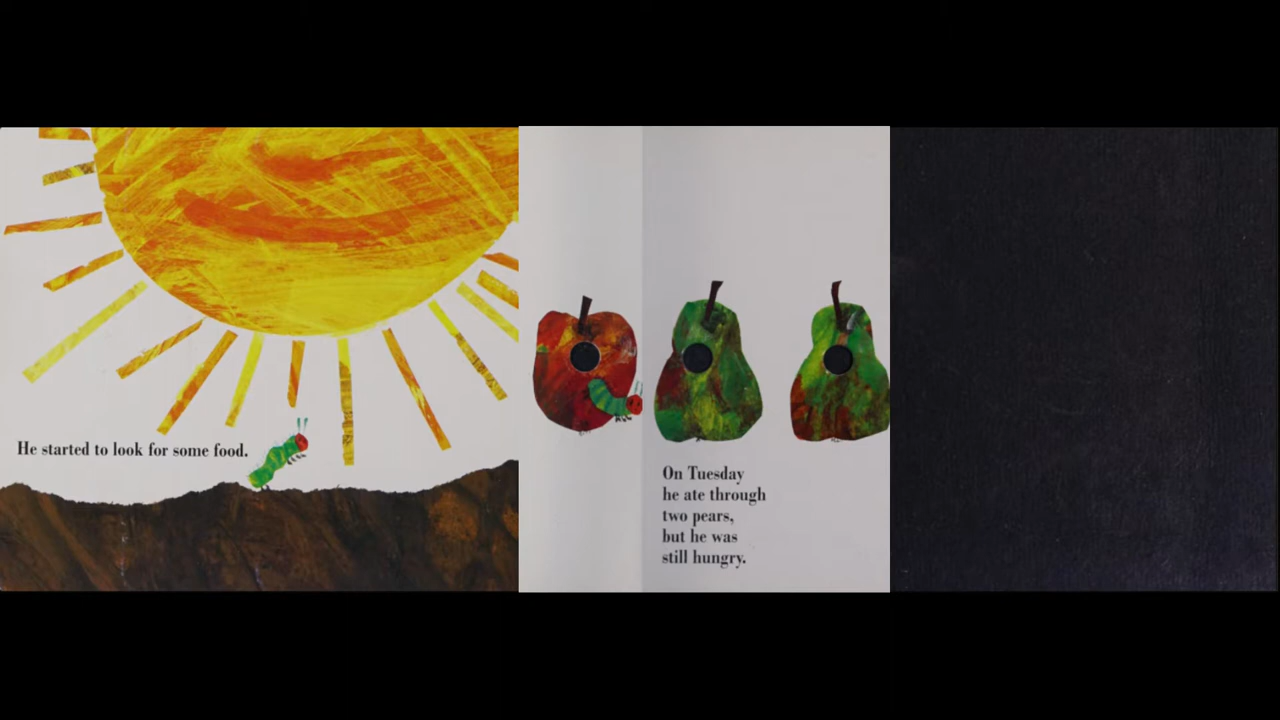 He started to look for some food.
On Tuesday
he ate through
two pears,
but he was
still hungry.